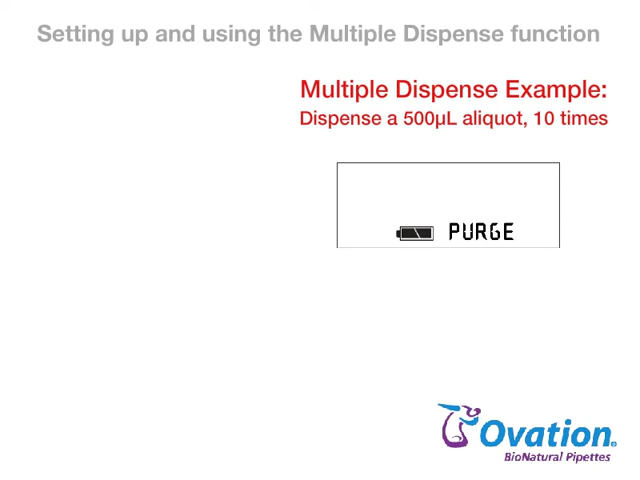 Setting up and using the Multiple Dispense function
Multiple Dispense Example:
Dispense a 500µL aliquot, 10 times
PURGE
Ovation®
BioNatural Pipettes